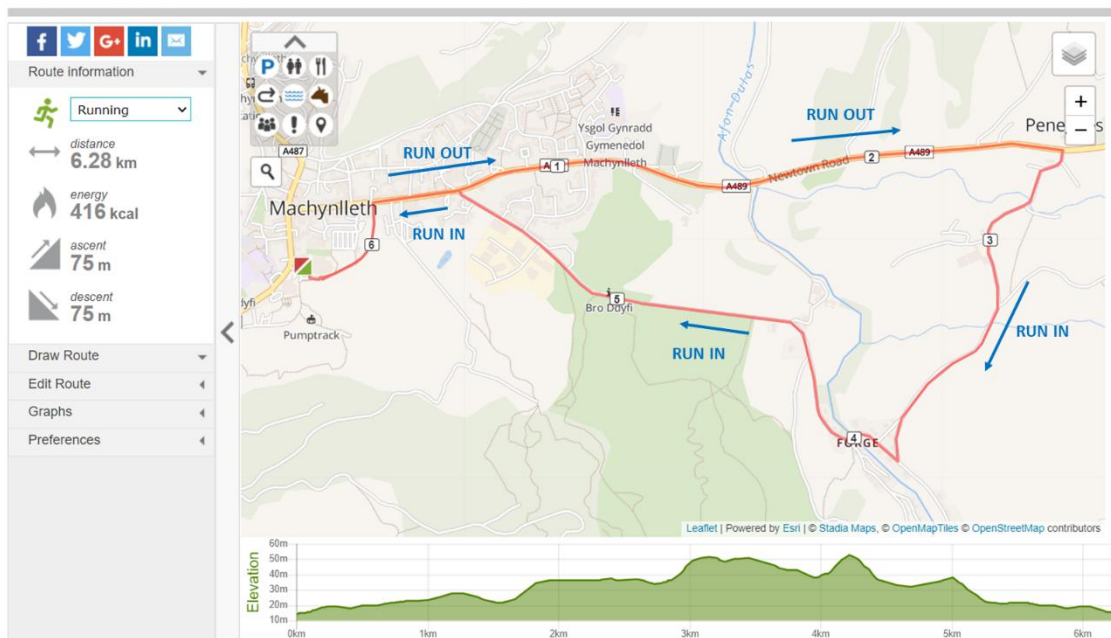 f
G+
in
Route information
Running
distance
6.28 km
energy
416 kcal
ascent
75 m
descent
75 m
Draw Route
Edit Route
Graphs
Preferences
P
A487
Machynlleth
RUN OUT
RUN IN
6
Pumptrack
A
1
Ysgol Gynradd
Gymenedol
Machynlleth
Afon Dulas
A489
Newtown Road
2
A489
RUN OUT
+
−
3
RUN IN
5
Bro Ddyfi
RUN IN
4
FORGE
Leaflet | Powered by Esri | © Stadia Maps, © OpenMapTiles © OpenStreetMap contributors
Elevation
60m
50m
40m
30m
20m
10m
0km
1km
2km
3km
4km
5km
6km